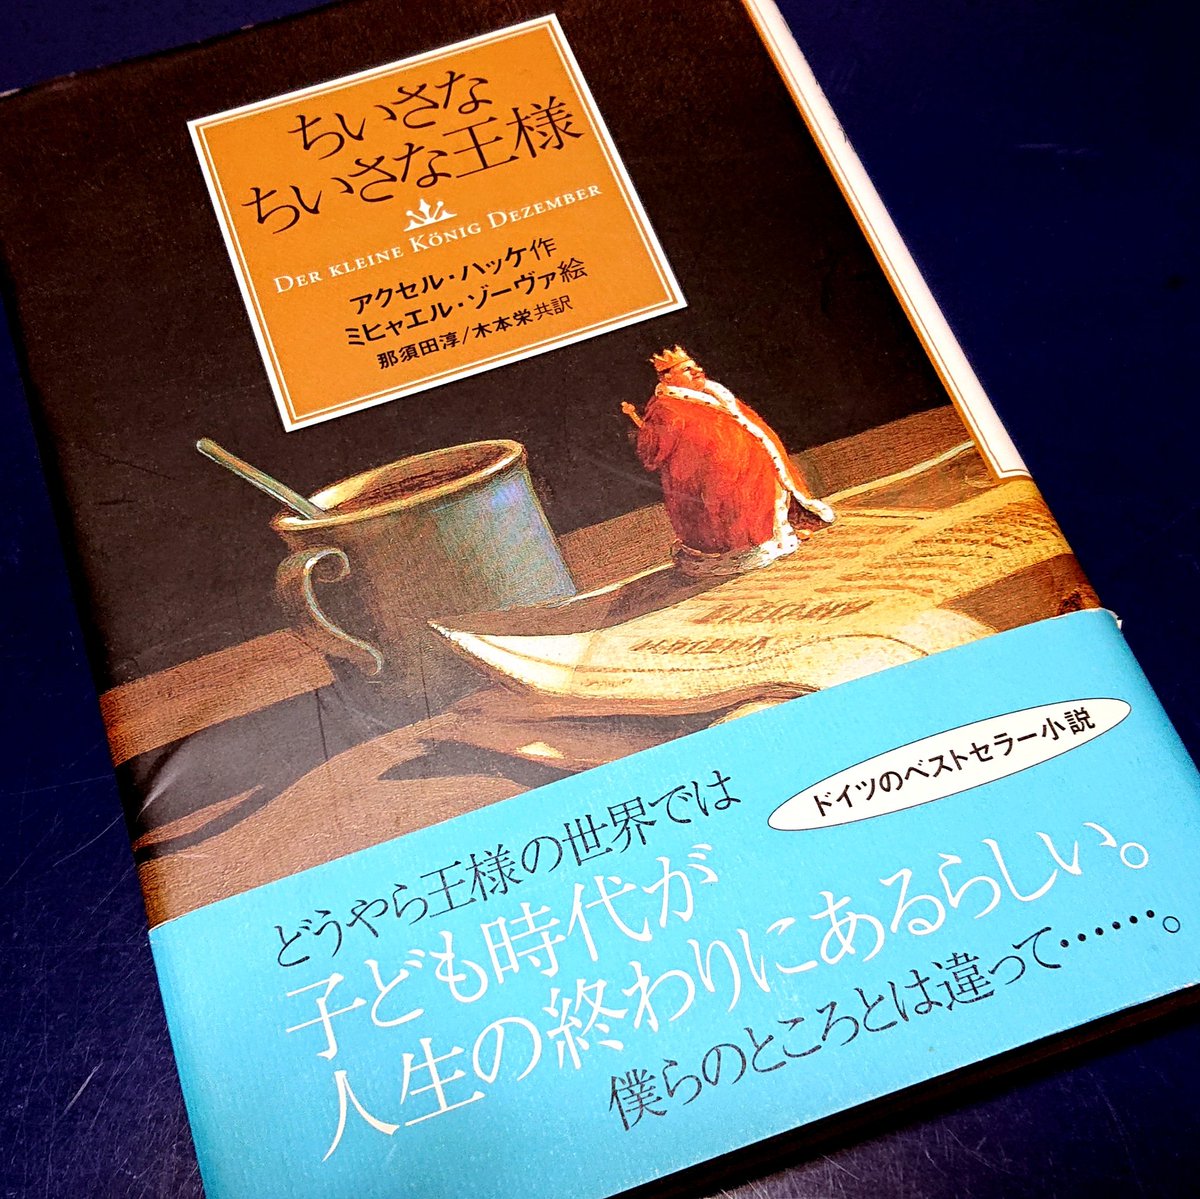 ちいさな
ちいさな王様
DER KLEINE KÖNIG DEZEMBER
アクセル・ハッケ作
ミヒャエル・ゾーヴァ絵
那須田淳/木本栄共訳
ドイツのベストセラー小説
どうやら王様の世界では
子ども時代が
人生の終わりにあるらしい。
僕らのところとは違って……。